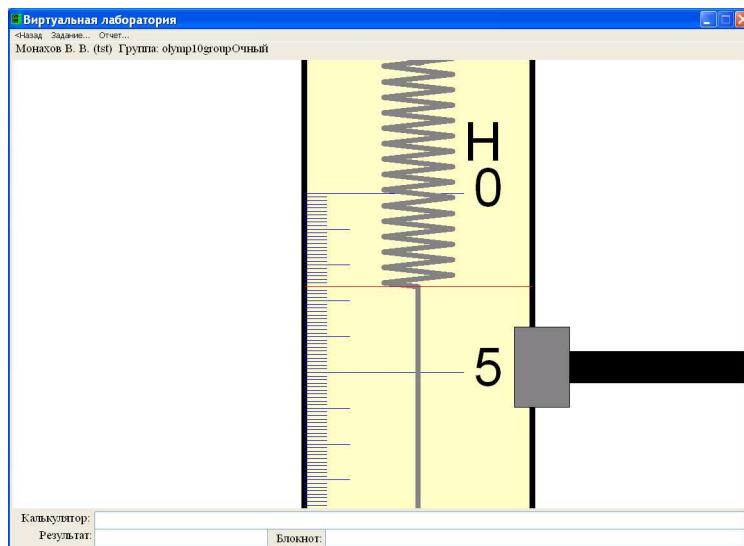 Виртуальная лаборатория
<Назад Задание... Отчет...
Монахов В. В. (tst) Группа: olymp10groupОчный
Н
0
5
Калькулятор:
Результат: Блокнот: